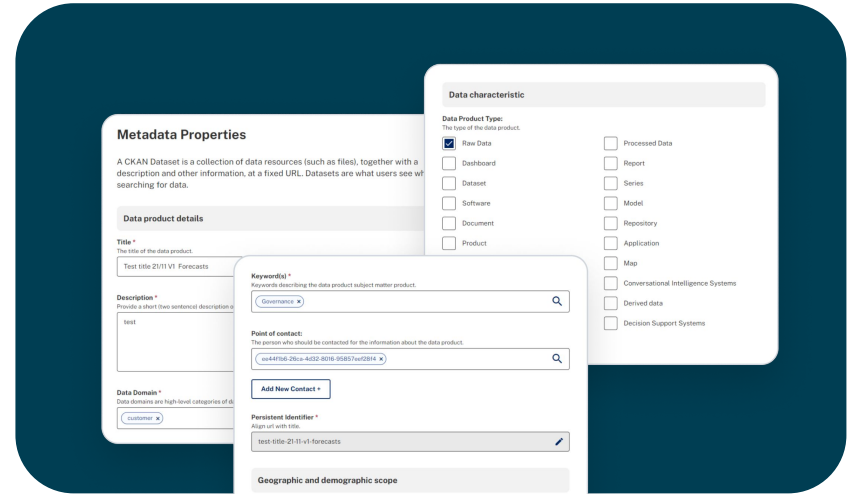 Metadata Properties
A CKAN Dataset is a collection of data resources (such as files), together with a
description and other information, at a fixed URL. Datasets are what users see
searching for data.
Data product details
Title *
The title of the data product.
Test title 21/11 V1 Forecasts
Description *
Provide a short (two sentence) description
test
Data Domain *
Data domains are high-level categories of
customer ×
Keyword(s) *
Keywords describing the data product subject matter product.
Governance ×
Point of contact:
The person who should be contacted for the information about the data product.
ee44f1b6-26ca-4d32-8016-95857eef28f4 ×
Add New Contact +
Persistent Identifier *
Align url with title.
test-title-21-11-v1-forecasts
Geographic and demographic scope
Data characteristic
Data Product Type:
The type of the data product.
Raw Data
Dashboard
Dataset
Software
Document
Product
Processed Data
Report
Series
Model
Repository
Application
Map
Conversational Intelligence Systems
Derived data
Decision Support Systems